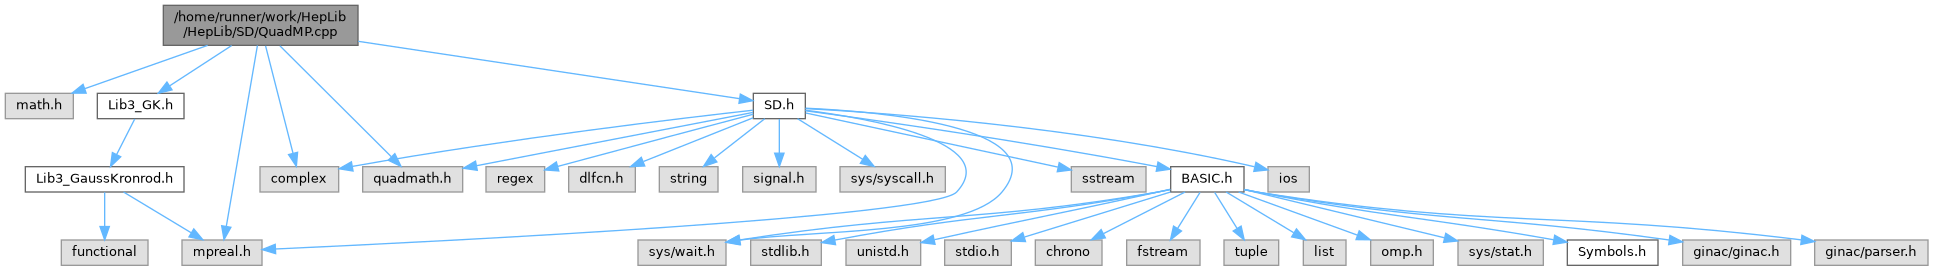 /home/runner/work/HepLib
/HepLib/SD/QuadMP.cpp
math.h
Lib3_GK.h
SD.h
Lib3_GaussKronrod.h
complex
quadmath.h
regex
dlfcn.h
string
signal.h
sys/syscall.h
sstream
BASIC.h
ios
functional
mpreal.h
sys/wait.h
stdlib.h
unistd.h
stdio.h
chrono
fstream
tuple
list
omp.h
sys/stat.h
Symbols.h
ginac/ginac.h
ginac/parser.h